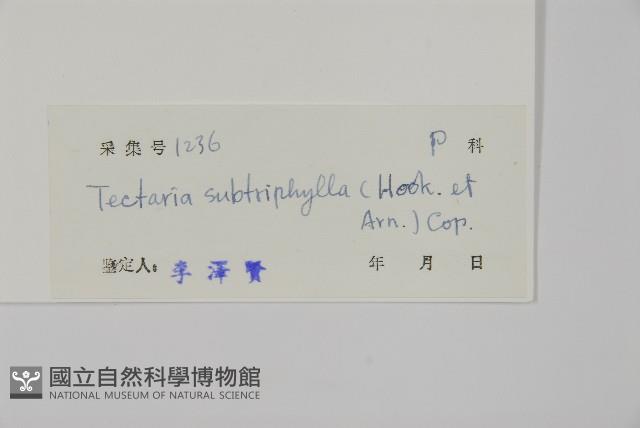 采集号 1236 P 科
Tectaria subtriphylla (Hook. et
Arn.) Cop.
鉴定人: 李澤賢 年 月 日
國立自然科學博物館
NATIONAL MUSEUM OF NATURAL SCIENCE